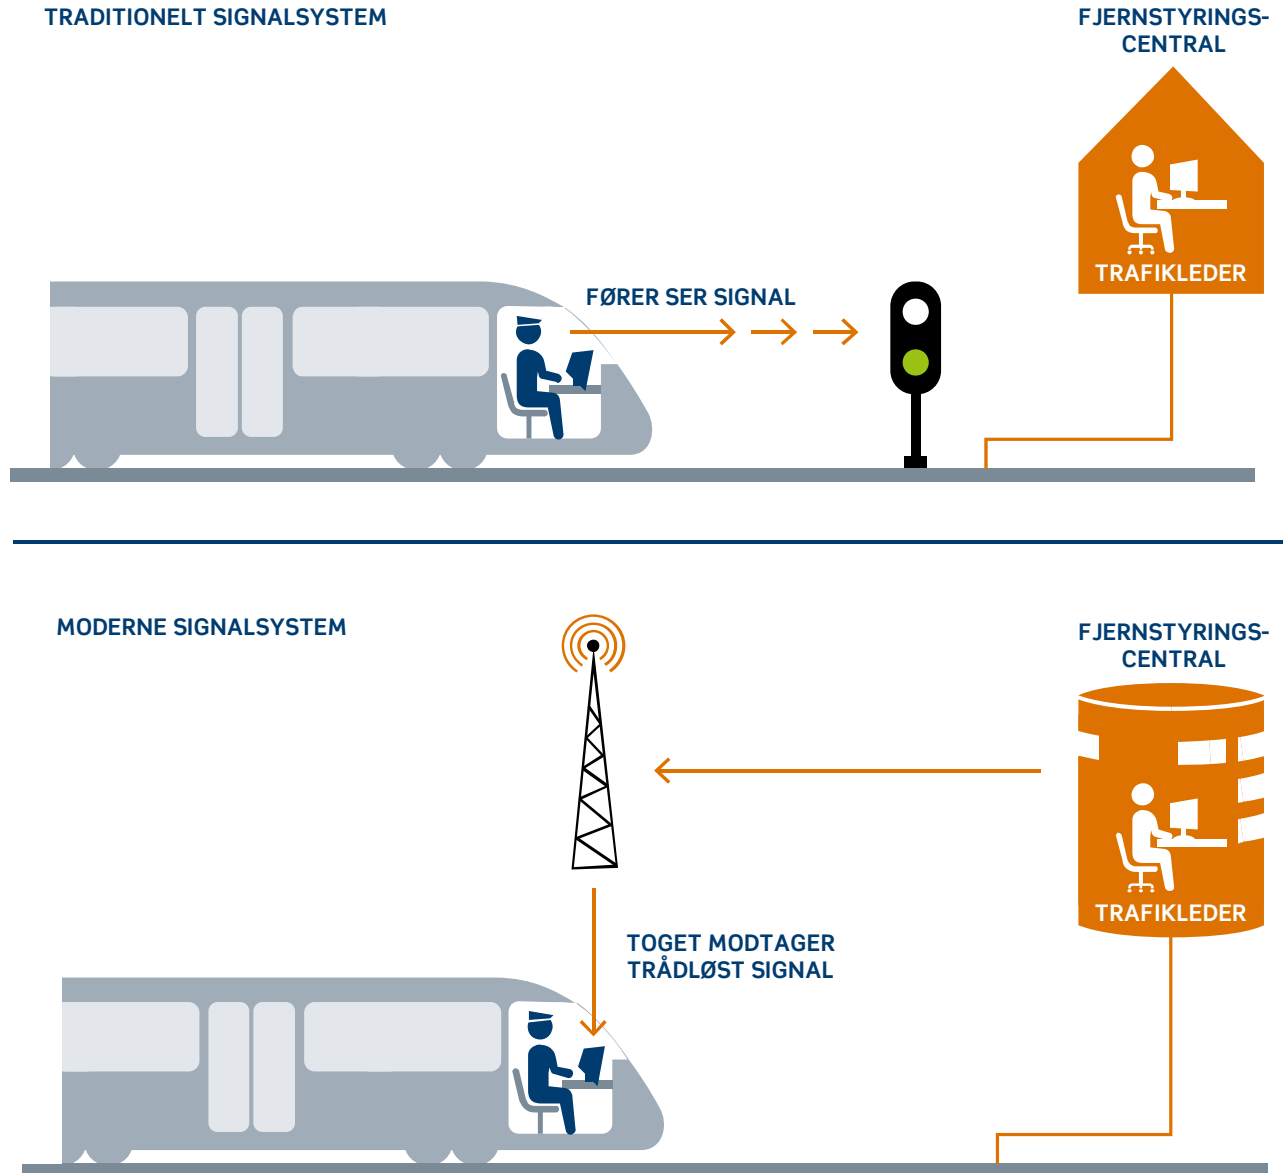 TRADITIONELT SIGNALSYSTEM
FJERNSTYRINGS-
CENTRAL
TRAFIKLEDER
FØRER SER SIGNAL
MODERNE SIGNALSYSTEM
FJERNSTYRINGS-
CENTRAL
TRAFIKLEDER
TOGET MODTAGER
TRÅDLØST SIGNAL